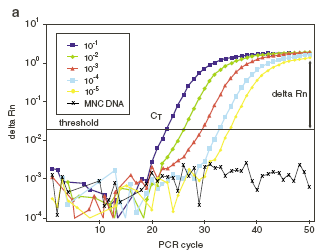 a
10¹
10⁰
10⁻¹
10⁻²
10⁻³
10⁻⁴
delta Rn
10⁻¹
10⁻²
10⁻³
10⁻⁴
10⁻⁵
MNC DNA
threshold
C_T
delta Rn
10 20 30 40 50
PCR cycle